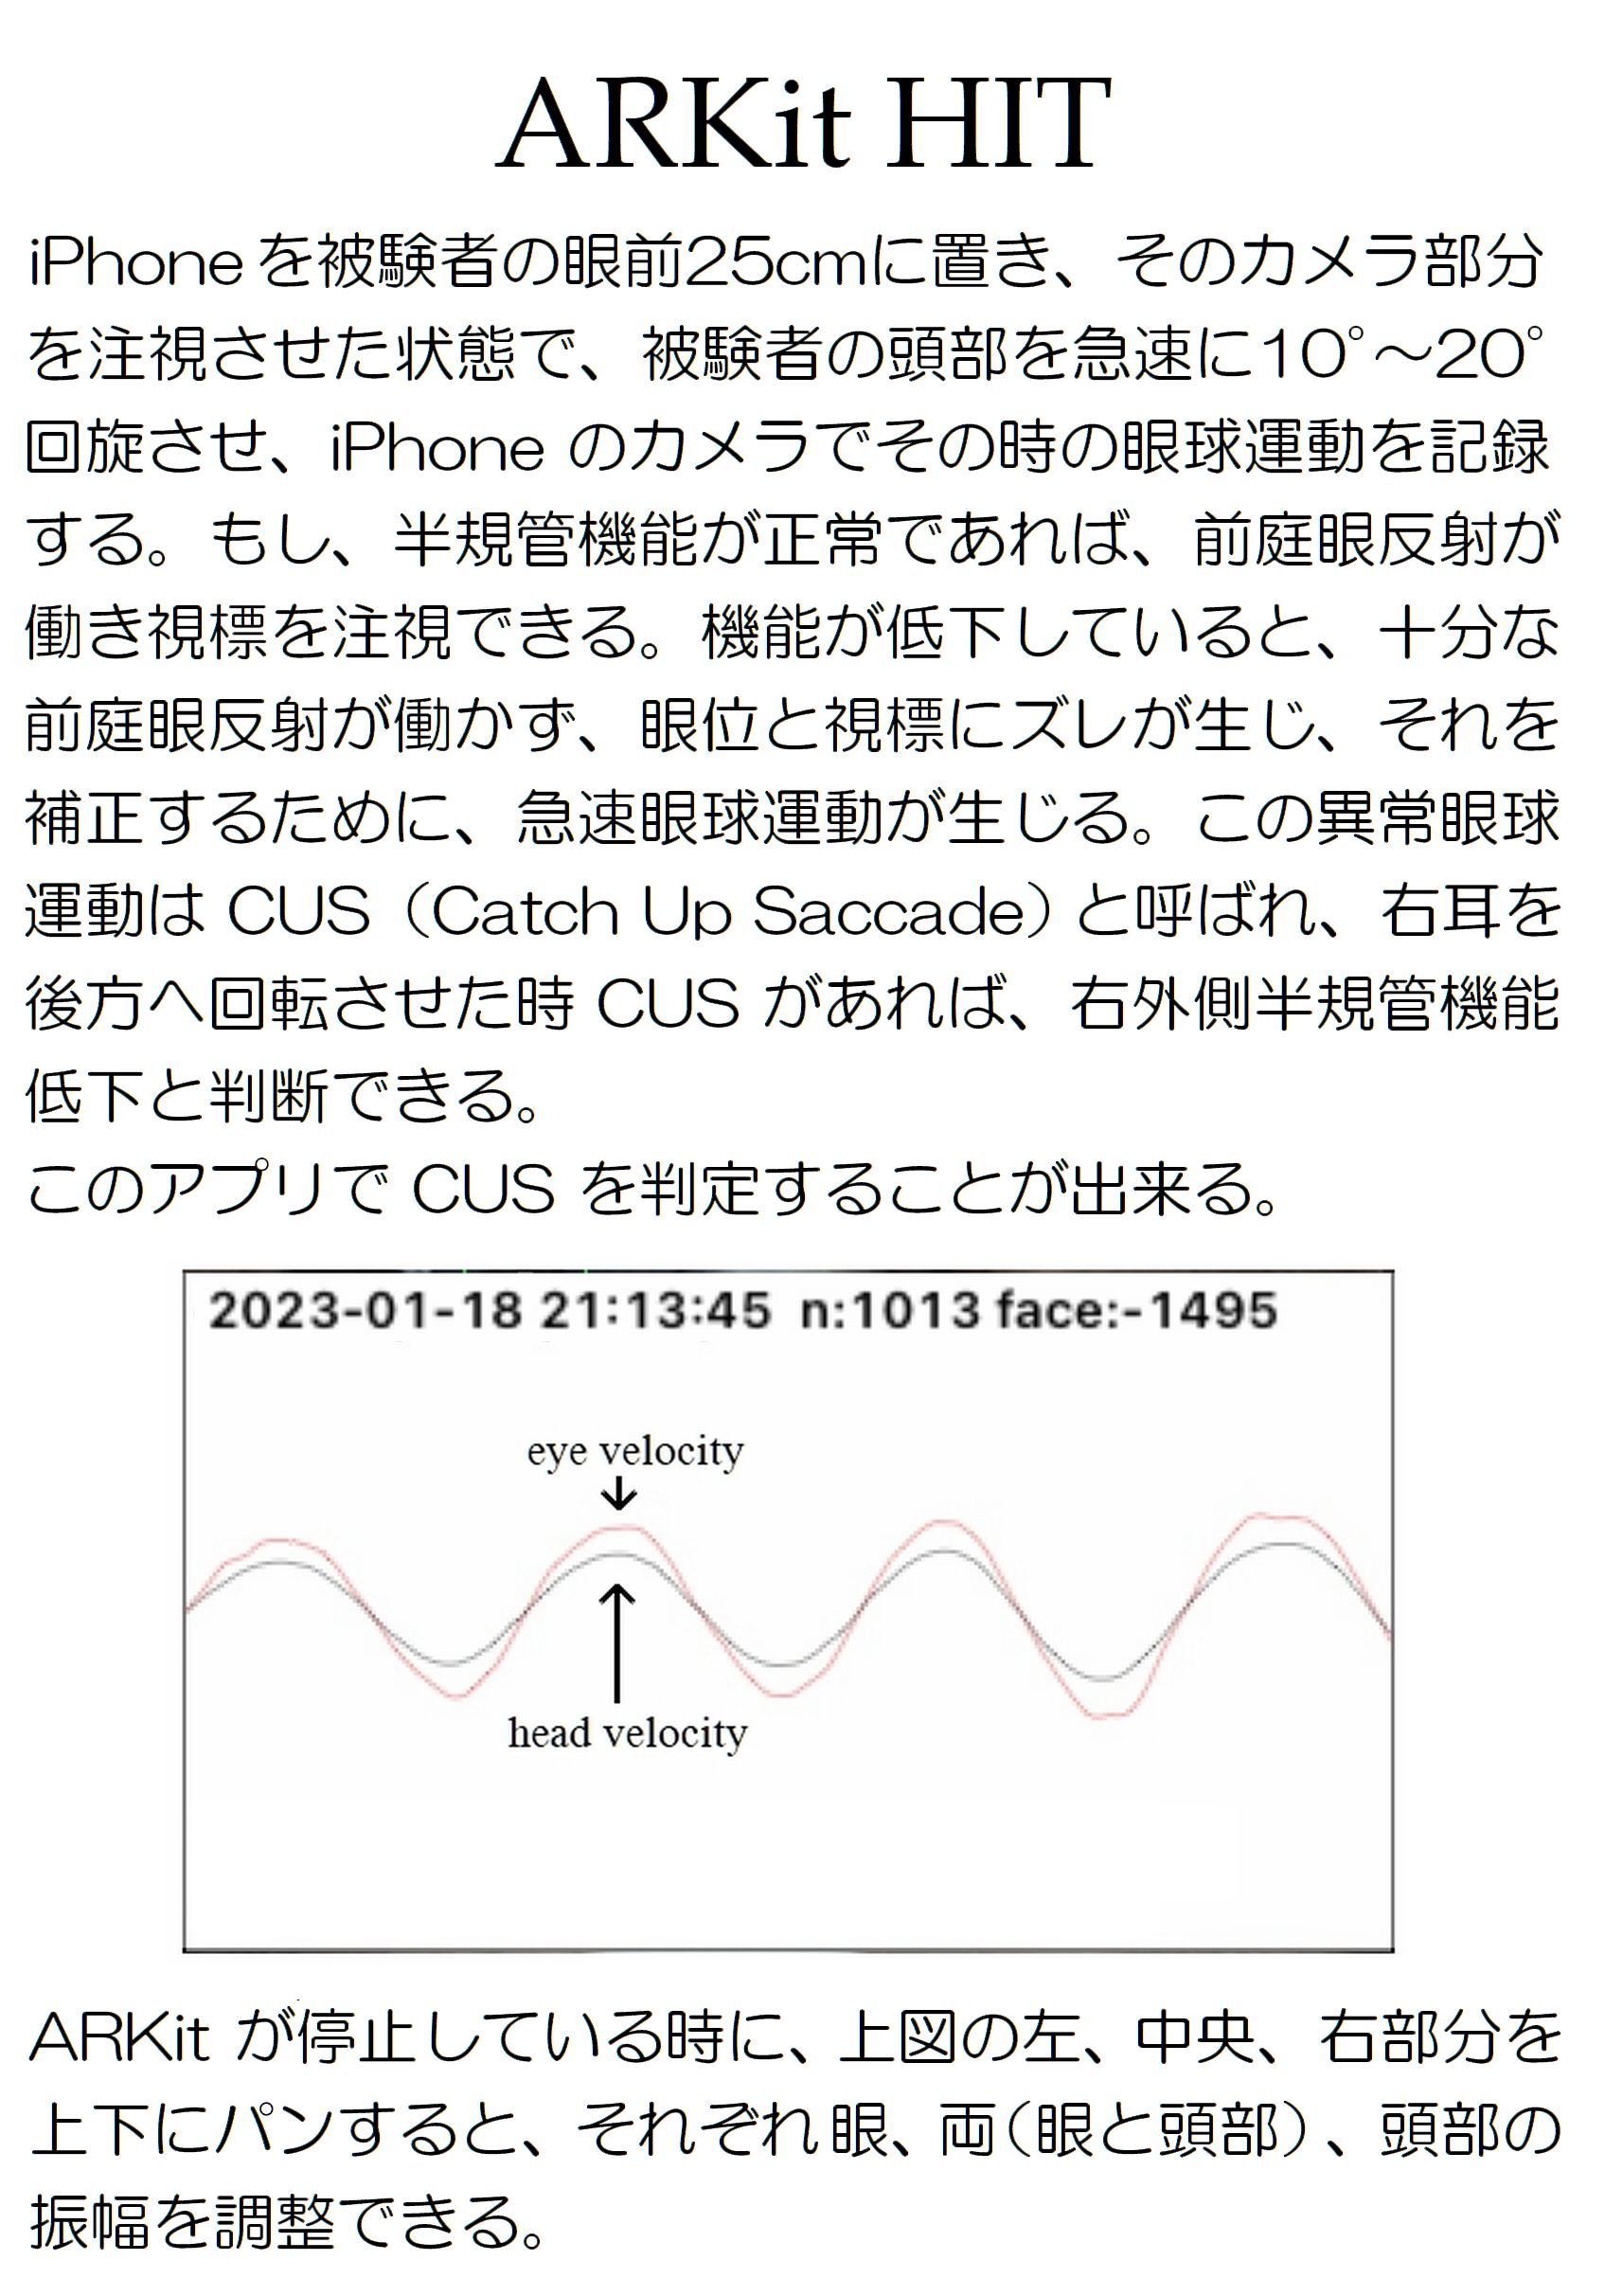 ARKit HIT
iPhoneを被験者の眼前25cmに置き、そのカメラ部分
を注視させた状態で、被験者の頭部を急速に10°~20°
回旋させ、iPhone のカメラでその時の眼球運動を記録
する。もし、半規管機能が正常であれば、前庭眼反射が
働き視標を注視できる。機能が低下していると、十分な
前庭眼反射が働かず、眼位と視標にズレが生じ、それを
補正するために、急速眼球運動が生じる。この異常眼球
運動は CUS(Catch Up Saccade)と呼ばれ、右耳を
後方へ回転させた時 CUS があれば、右外側半規管機能
低下と判断できる。
このアプリで CUS を判定することが出来る。
2023-01-18 21:13:45 n:1013 face:-1495
eye velocity
head velocity
ARKit が停止している時に、上図の左、中央、右部分を
上下にパンすると、それぞれ眼、両(眼と頭部)、頭部の
振幅を調整できる。